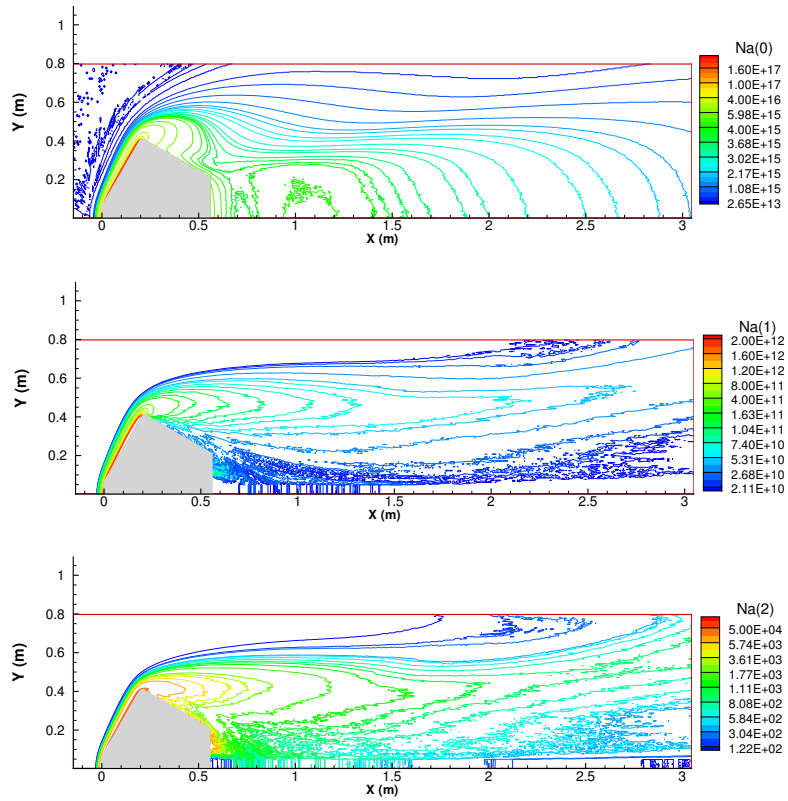 Na(0)
1
0.8
0.6
0.4
0.2
Y (m)
0
0.5
1
1.5
2
2.5
3
X (m)
1.60E+17
1.00E+17
4.00E+16
5.98E+15
4.00E+15
3.68E+15
3.02E+15
2.17E+15
1.08E+15
2.65E+13
Na(1)
1
0.8
0.6
0.4
0.2
Y (m)
0
0.5
1
1.5
2
2.5
3
X (m)
2.00E+12
1.60E+12
1.20E+12
8.00E+11
4.00E+11
1.63E+11
1.04E+11
7.40E+10
5.31E+10
2.68E+10
2.11E+10
Na(2)
1
0.8
0.6
0.4
0.2
Y (m)
0
0.5
1
1.5
2
2.5
3
X (m)
5.00E+04
5.74E+03
3.61E+03
1.77E+03
1.11E+03
8.08E+02
5.84E+02
3.04E+02
1.22E+02